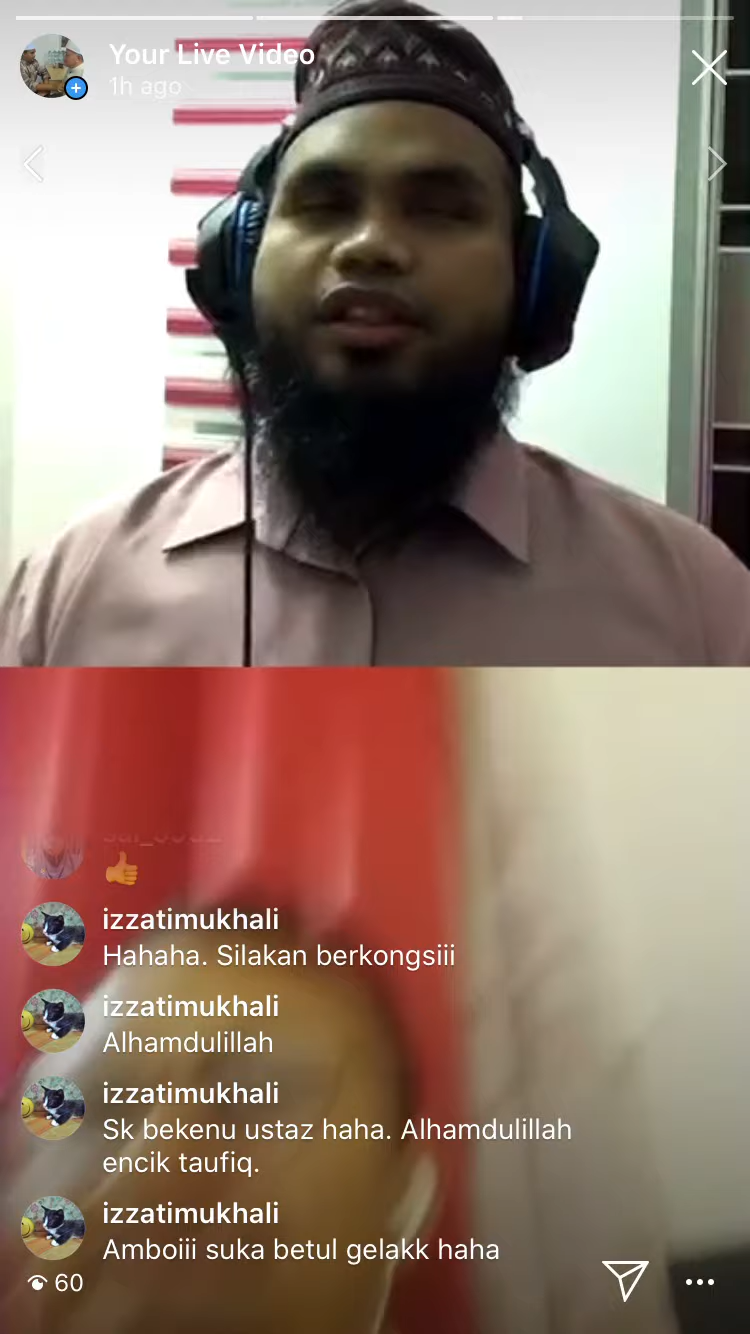 Your Live Video
1h ago
👍
izzatimukhali
Hahaha. Silakan berkongsiii
izzatimukhali
Alhamdulillah
izzatimukhali
Sk bekenu ustaz haha. Alhamdulillah
encik taufiq.
izzatimukhali
Amboiii suka betul gelakk haha
60